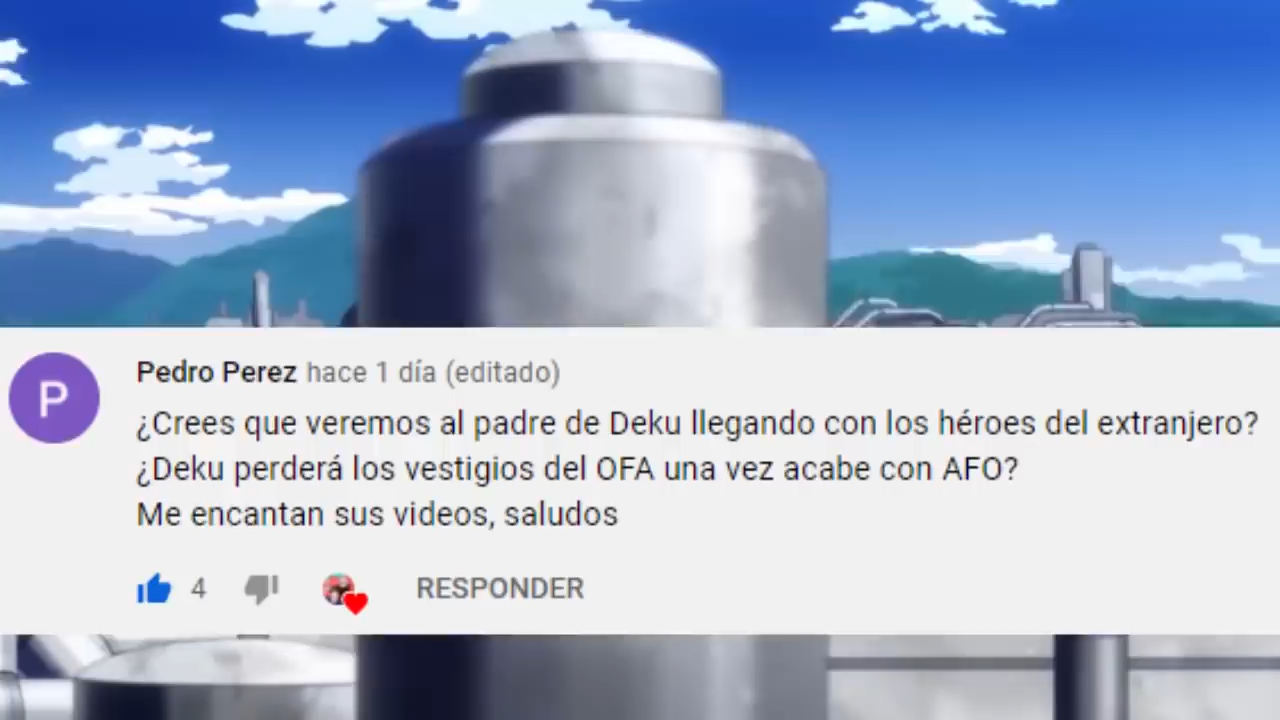 P
Pedro Perez hace 1 día (editado)
¿Crees que veremos al padre de Deku llegando con los héroes del extranjero?
¿Deku perderá los vestigios del OFA una vez acabe con AFO?
Me encantan sus videos, saludos
4 RESPONDER